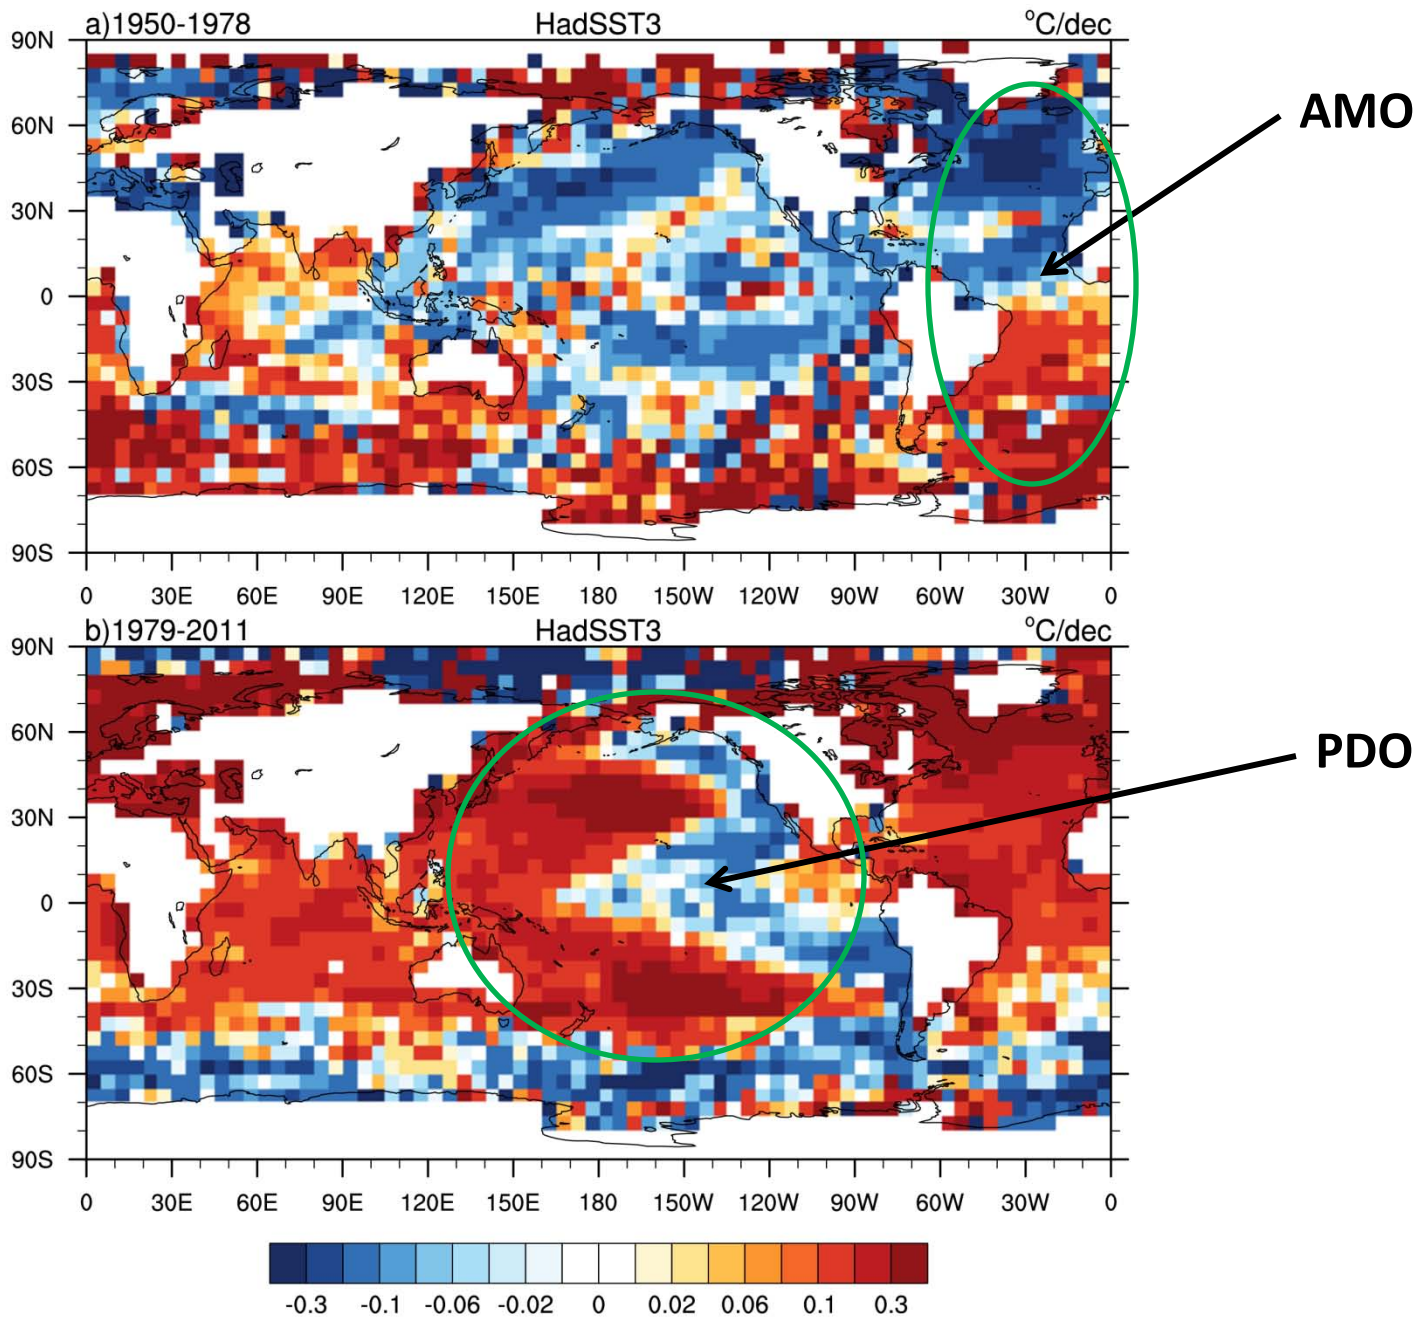 a)1950-1978 HadSST3 °C/dec
90N
60N
30N
0
30S
60S
90S
0 30E 60E 90E 120E 150E 180 150W 120W 90W 60W 30W 0
AMO
b)1979-2011 HadSST3 °C/dec
90N
60N
30N
0
30S
60S
90S
0 30E 60E 90E 120E 150E 180 150W 120W 90W 60W 30W 0
PDO
-0.3 -0.1 -0.06 -0.02 0 0.02 0.06 0.1 0.3